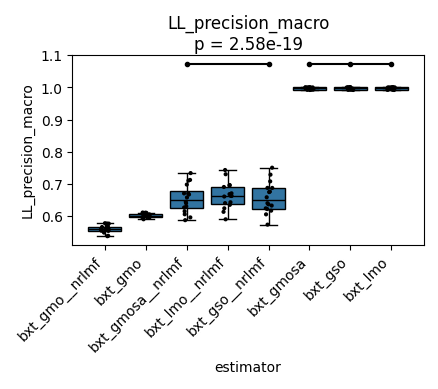 LL_precision_macro
p = 2.58e-19
1.1
1.0
0.9
0.8
0.7
0.6
LL_precision_macro
bxt_gmo__nrlmf
bxt_gmo
bxt_gmosa__nrlmf
bxt_lmo__nrlmf
bxt_gso__nrlmf
bxt_gmosa
bxt_gso
bxt_lmo
estimator